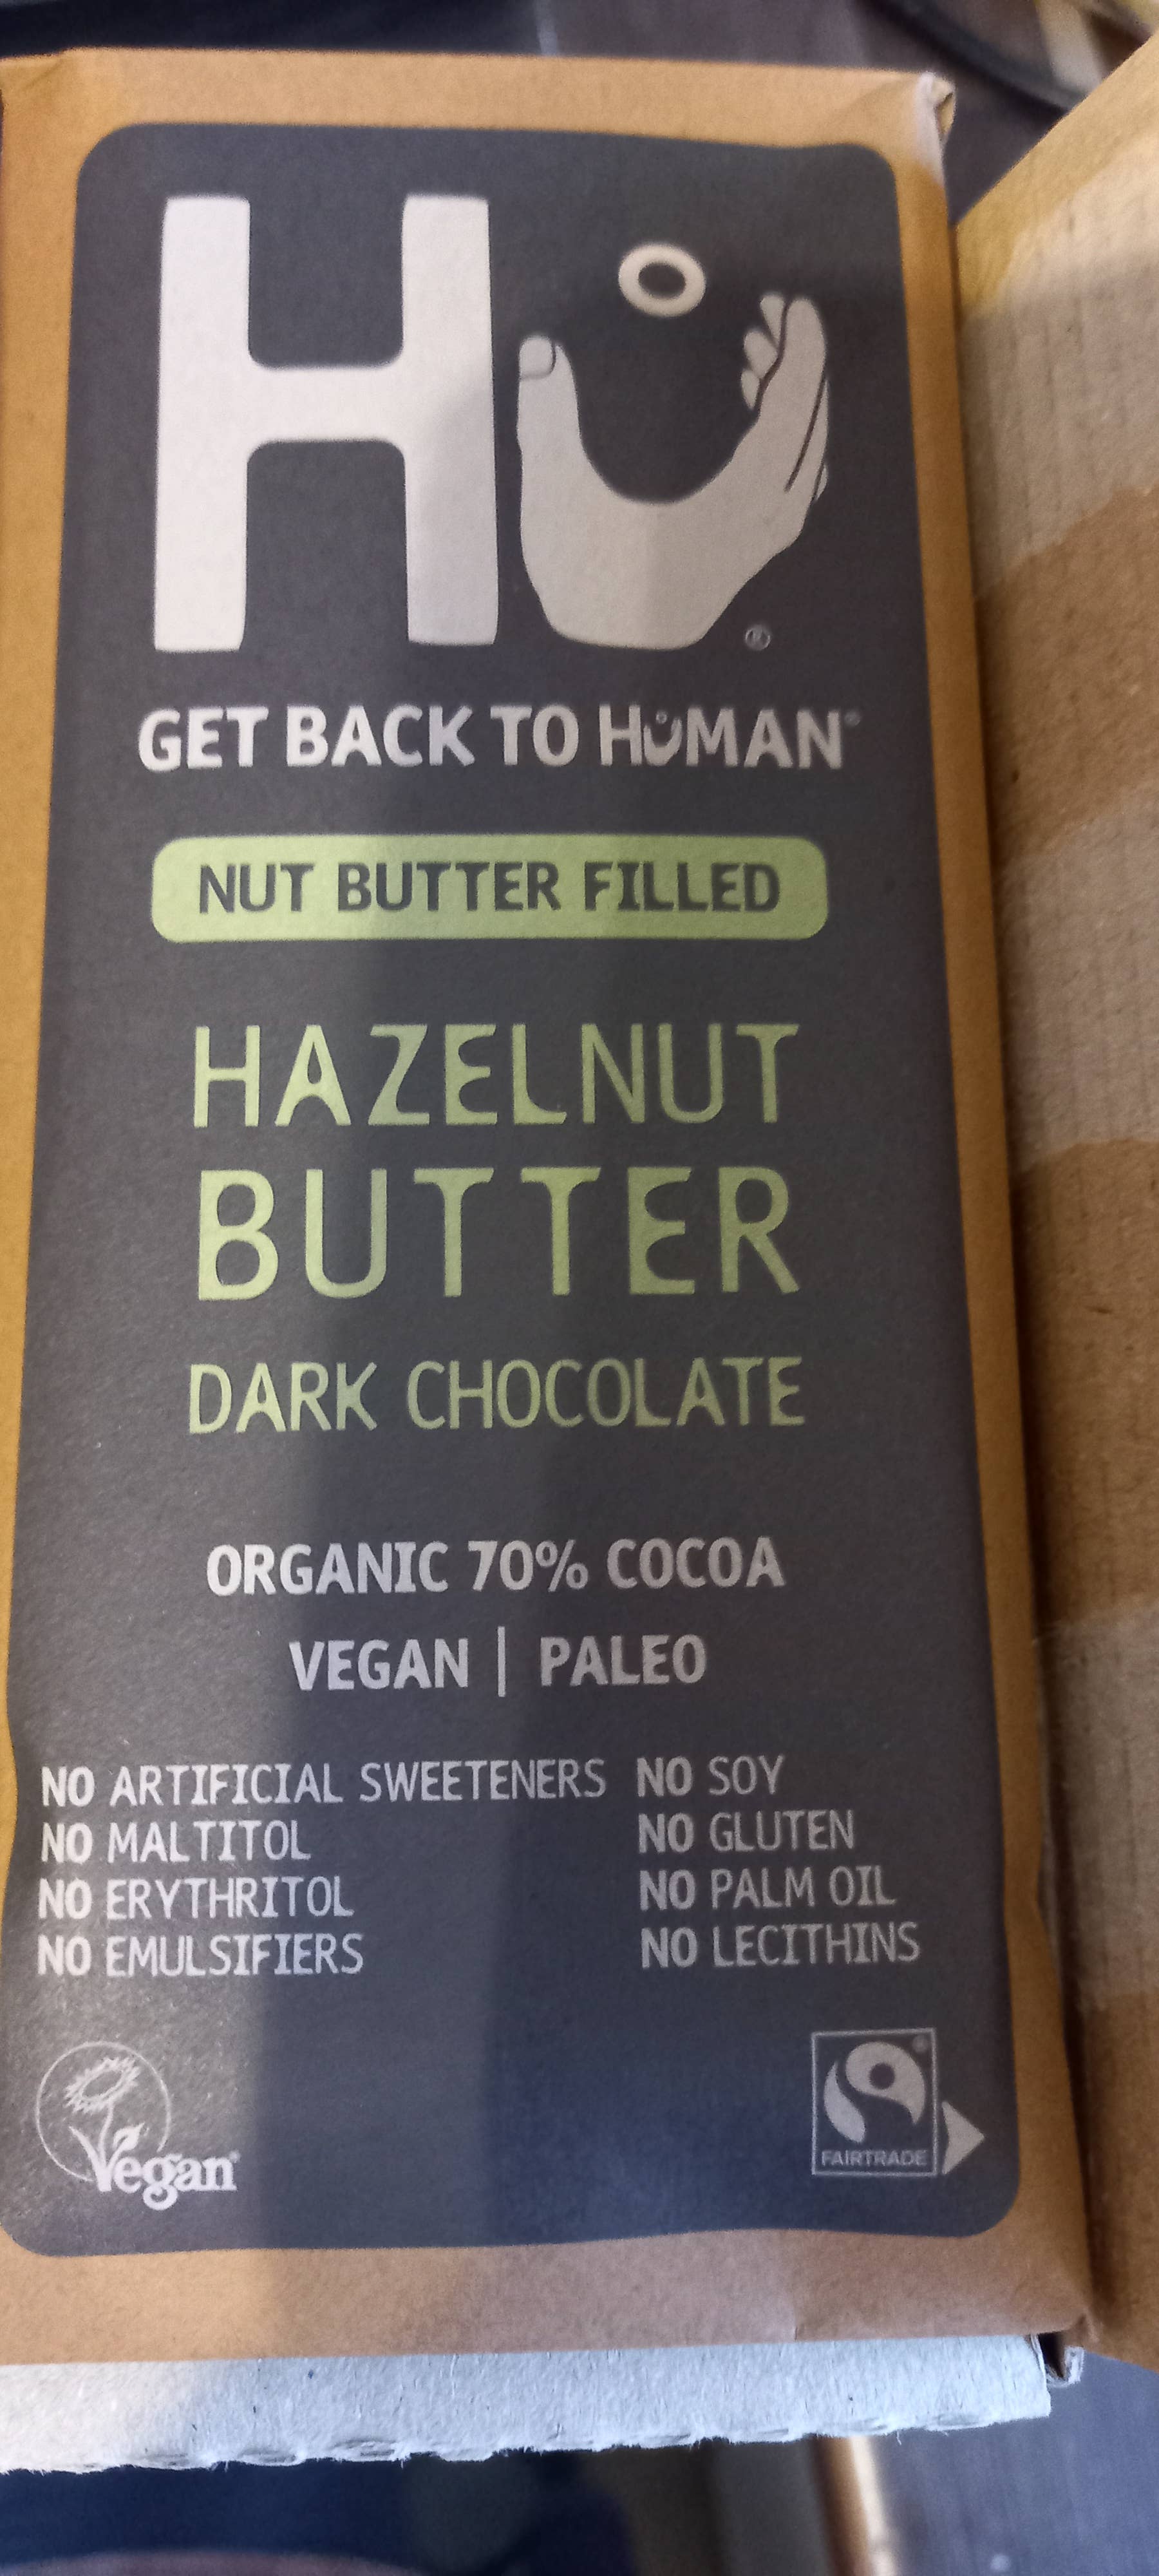 Hu
®
GET BACK TO HUMAN®
NUT BUTTER FILLED
HAZELNUT
BUTTER
DARK CHOCOLATE
ORGANIC 70% COCOA
VEGAN | PALEO
NO ARTIFICIAL SWEETENERS
NO MALTITOL
NO ERYTHRITOL
NO EMULSIFIERS
NO SOY
NO GLUTEN
NO PALM OIL
NO LECITHINS
Vegan®
FAIRTRADE